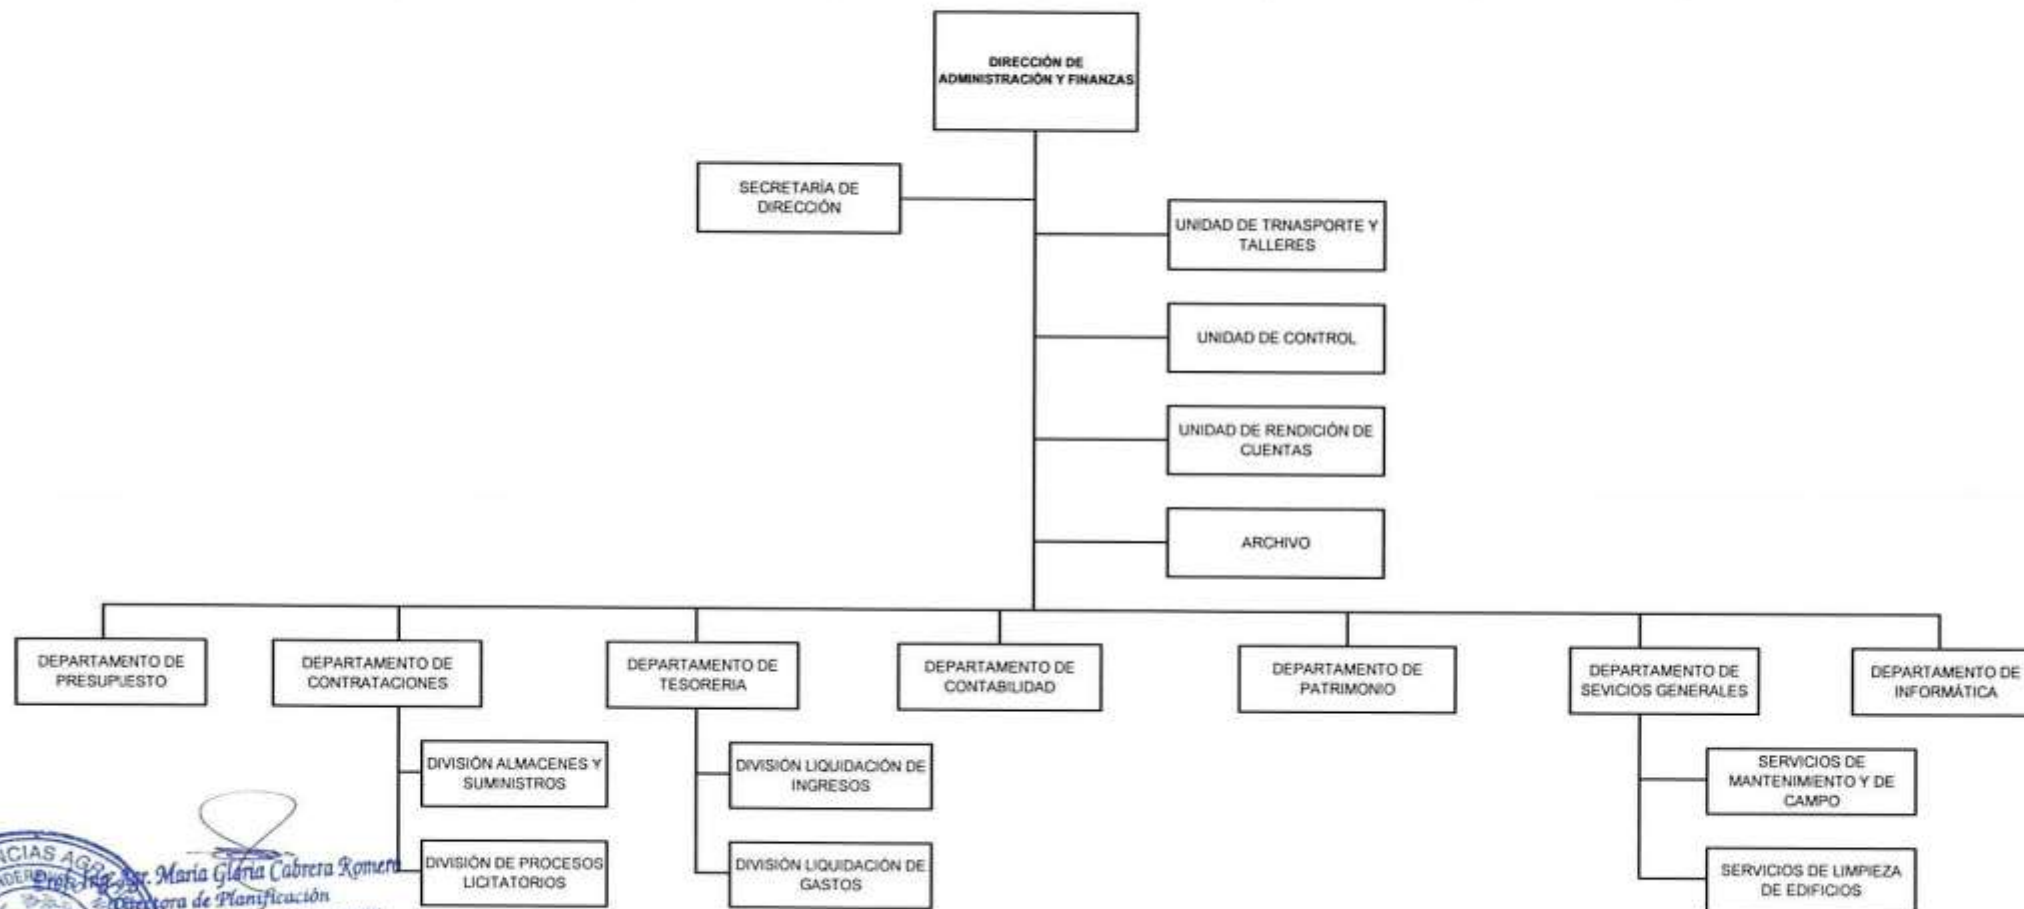 DIRECCIÓN DE
ADMINISTRACIÓN Y FINANZAS
SECRETARÍA DE
DIRECCIÓN
UNIDAD DE TRNASPORTE Y
TALLERES
UNIDAD DE CONTROL
UNIDAD DE RENDICIÓN DE
CUENTAS
ARCHIVO
DEPARTAMENTO DE
PRESUPUESTO
DEPARTAMENTO DE
CONTRATACIONES
DEPARTAMENTO DE
TESORERIA
DEPARTAMENTO DE
CONTABILIDAD
DEPARTAMENTO DE
PATRIMONIO
DEPARTAMENTO DE
SEVICIOS GENERALES
DEPARTAMENTO DE
INFORMÁTICA
DIVISIÓN ALMACENES Y
SUMINISTROS
DIVISIÓN DE PROCESOS
LICITATORIOS
DIVISIÓN LIQUIDACIÓN DE
INGRESOS
DIVISIÓN LIQUIDACIÓN DE
GASTOS
SERVICIOS DE
MANTENIMIENTO Y DE
CAMPO
SERVICIOS DE LIMPIEZA
DE EDIFICIOS
María Gloria Cabrera Romero
de Planificación